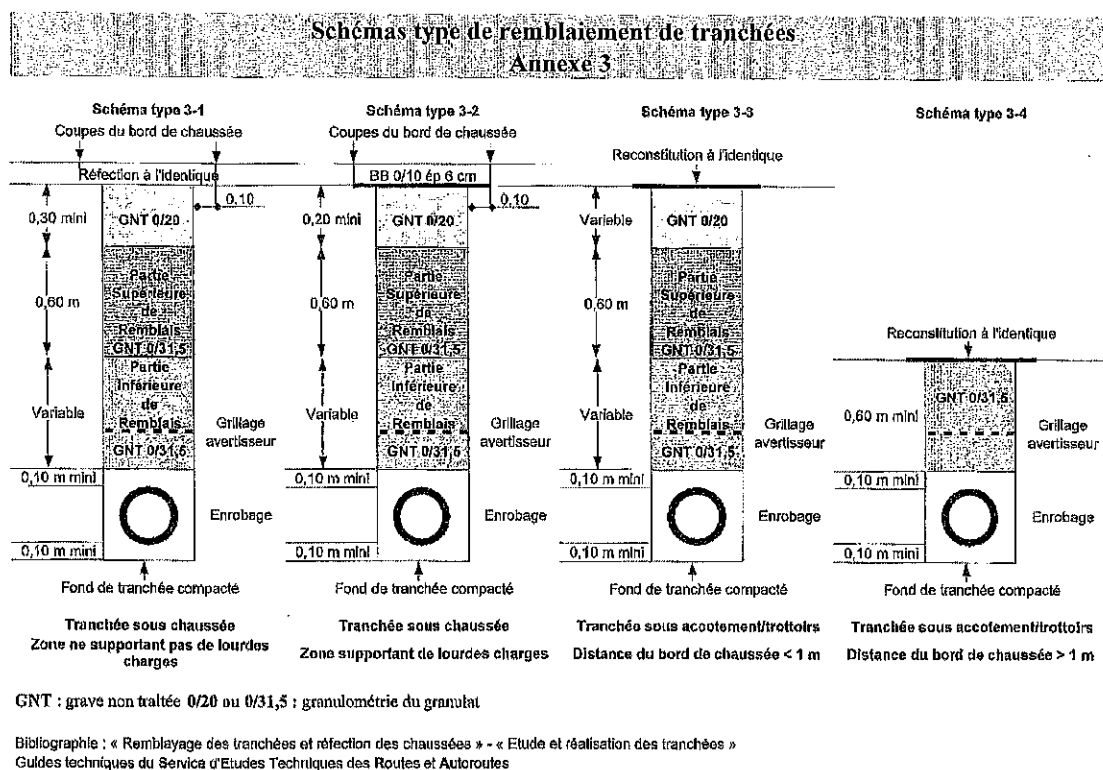 Schémas type de remblaiement de tranchées
Annexe 3
Schéma type 3-1
Coupes du bord de chaussée
Réfection à l'identique
0,10
0,30 mini
GNT 0/20
0,60 m
Partie
Supérieure
de
Remblais
GNT 0/31,5
Variable
Partie
Inférieure
de
Remblais
GNT 0/31,5
Grillage
avertisseur
0,10 m mini
Enrobage
0,10 m mini
Fond de tranchée compacté
Tranchée sous chaussée
Zone ne supportant pas de lourdes
charges
Schéma type 3-2
Coupes du bord de chaussée
BB 0/10 ép 6 cm
0,10
0,20 mini
GNT 0/20
0,60 m
Partie
Supérieure
de
Remblais
GNT 0/31,5
Variable
Partie
Inférieure
de
Remblais
GNT 0/31,5
Grillage
avertisseur
0,10 m mini
Enrobage
0,10 m mini
Fond de tranchée compacté
Tranchée sous chaussée
Zone supportant de lourdes charges
Schéma type 3-3
Reconstitution à l'identique
Variable
GNT 0/20
0,60 m
Partie
Supérieure
de
Remblais
GNT 0/31,5
Variable
Partie
Inférieure
de
Remblais
GNT 0/31,5
Grillage
avertisseur
0,10 m mini
Enrobage
0,10 m mini
Fond de tranchée compacté
Tranchée sous accotement/trottoirs
Distance du bord de chaussée < 1 m
Schéma type 3-4
Reconstitution à l'identique
0,60 m mini
GNT 0/31,5
Grillage
avertisseur
0,10 m mini
Enrobage
0,10 m mini
Fond de tranchée compacté
Tranchée sous accotement/trottoirs
Distance du bord de chaussée > 1 m
GNT : grave non traitée 0/20 ou 0/31,5 : granulométrie du granulat
Bibliographie : « Remblayage des tranchées et réfection des chaussées » - « Etude et réalisation des tranchées »
Guides techniques du Service d'Etudes Techniques des Routes et Autoroutes